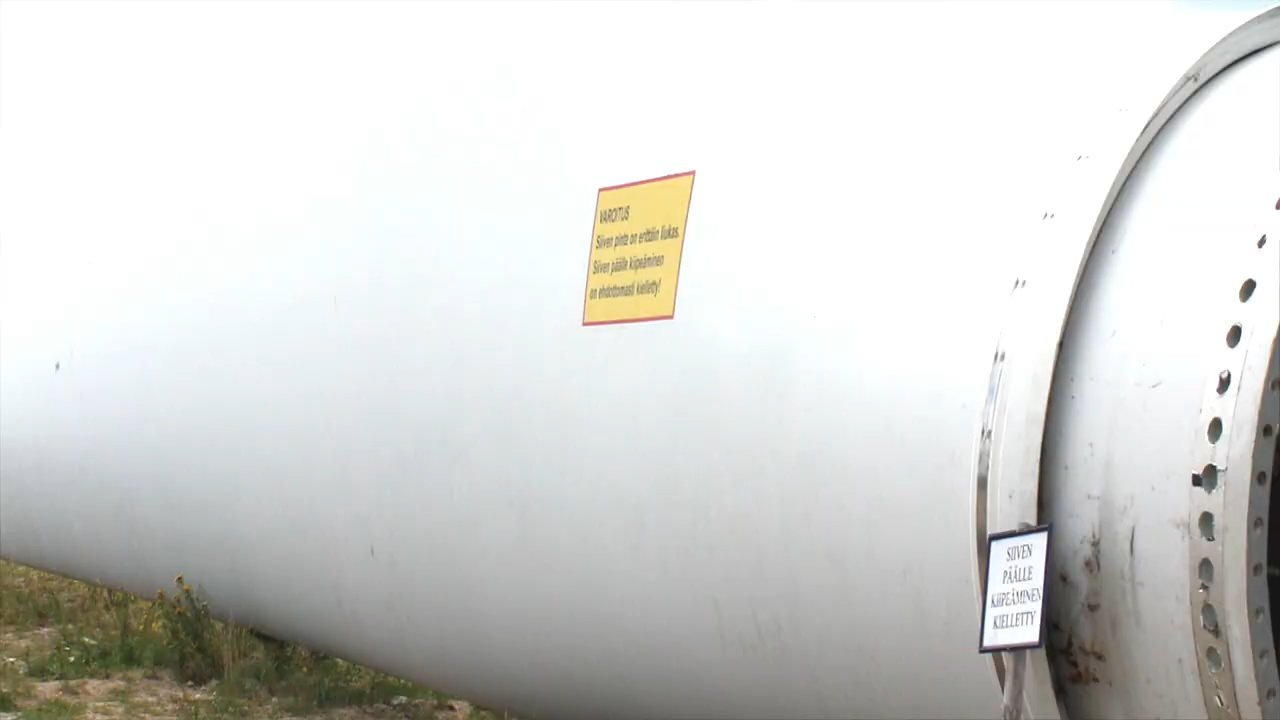 VAROITUS
Siiven pinta on erittäin liukas.
Siiven päälle kiipeäminen
on ehdottomasti kielletty!
SIIVEN
PÄÄLLE
KIIPEÄMINEN
KIELLETTY